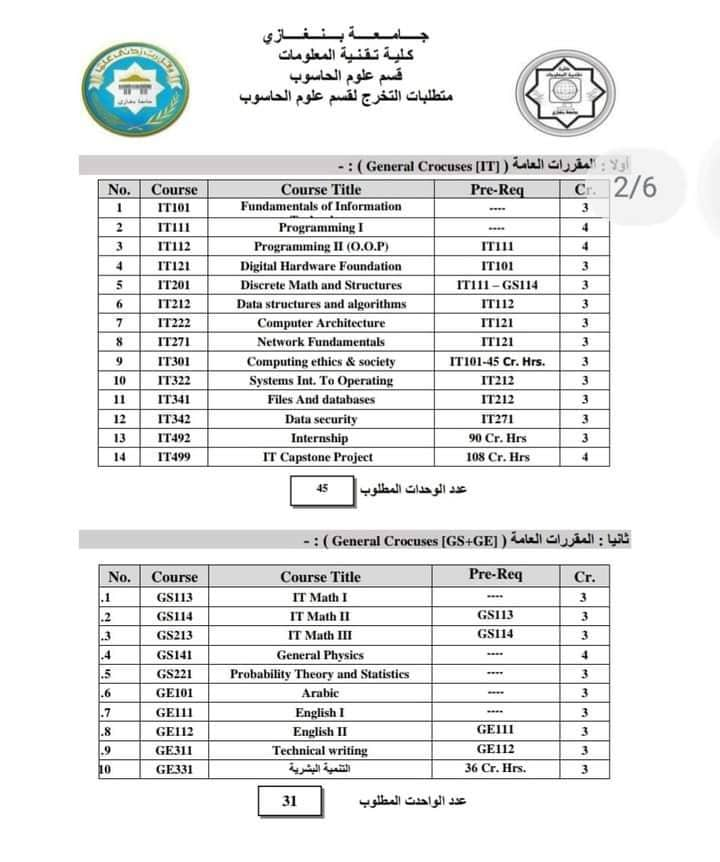 جــامــعــة بــنــغــازي
كلية تقنية المعلومات
قسم علوم الحاسوب
متطلبات التخرج لقسم علوم الحاسوب
أولا : المقررات العامة ( General Crocuses [IT] ) : -
2/6
No. Course Course Title Pre-Req Cr.
1 IT101 Fundamentals of Information ---- 3
2 IT111 Programming I ---- 4
3 IT112 Programming II (O.O.P) IT111 4
4 IT121 Digital Hardware Foundation IT101 3
5 IT201 Discrete Math and Structures IT111 – GS114 3
6 IT212 Data structures and algorithms IT112 3
7 IT222 Computer Architecture IT121 3
8 IT271 Network Fundamentals IT121 3
9 IT301 Computing ethics & society IT101-45 Cr. Hrs. 3
10 IT322 Systems Int. To Operating IT212 3
11 IT341 Files And databases IT212 3
12 IT342 Data security IT271 3
13 IT492 Internship 90 Cr. Hrs 3
14 IT499 IT Capstone Project 108 Cr. Hrs 4
عدد الوحدات المطلوب 45
ثانيا : المقررات العامة ( General Crocuses [GS+GE] ) : -
No. Course Course Title Pre-Req Cr.
.1 GS113 IT Math I ---- 3
.2 GS114 IT Math II GS113 3
.3 GS213 IT Math III GS114 3
.4 GS141 General Physics ---- 4
.5 GS221 Probability Theory and Statistics ---- 3
.6 GE101 Arabic ---- 3
.7 GE111 English I ---- 3
.8 GE112 English II GE111 3
.9 GE311 Technical writing GE112 3
10 GE331 التنمية البشرية 36 Cr. Hrs. 3
عدد الواحدت المطلوب 31